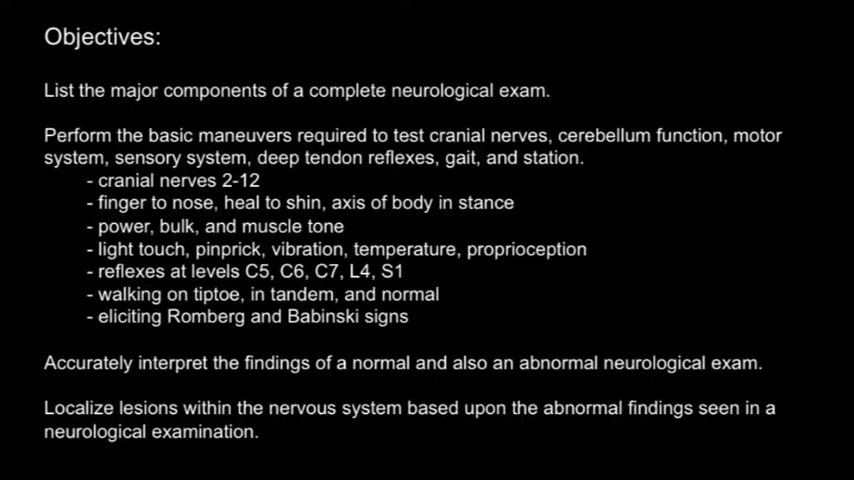 Objectives:
List the major components of a complete neurological exam.
Perform the basic maneuvers required to test cranial nerves, cerebellum function, motor
system, sensory system, deep tendon reflexes, gait, and station.
- cranial nerves 2-12
- finger to nose, heal to shin, axis of body in stance
- power, bulk, and muscle tone
- light touch, pinprick, vibration, temperature, proprioception
- reflexes at levels C5, C6, C7, L4, S1
- walking on tiptoe, in tandem, and normal
- eliciting Romberg and Babinski signs
Accurately interpret the findings of a normal and also an abnormal neurological exam.
Localize lesions within the nervous system based upon the abnormal findings seen in a
neurological examination.